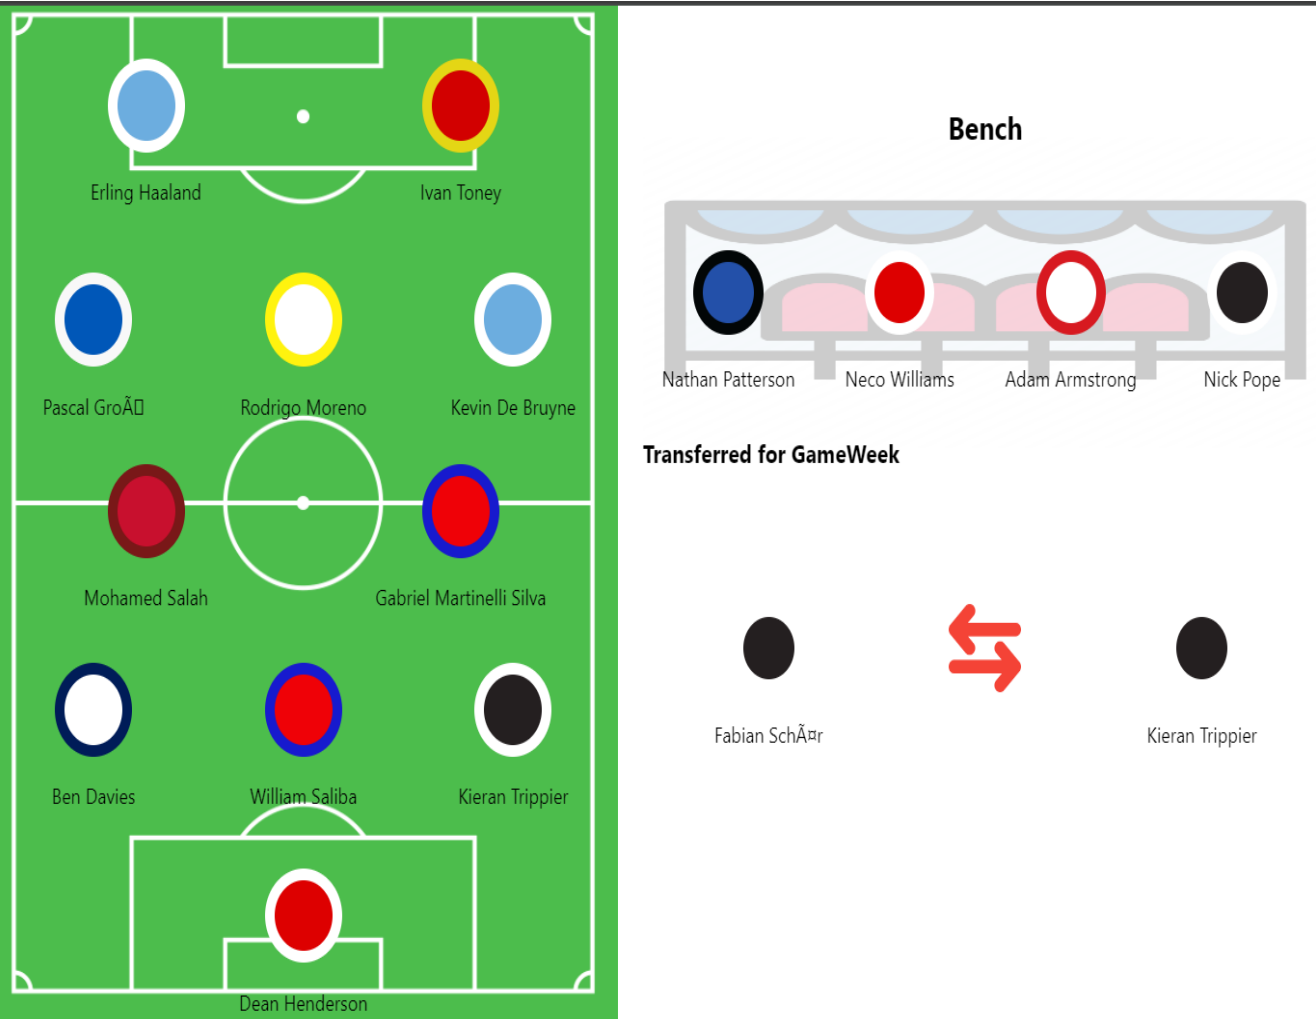 Erling Haaland
Ivan Toney
Pascal GroÃ▯
Rodrigo Moreno
Kevin De Bruyne
Mohamed Salah
Gabriel Martinelli Silva
Ben Davies
William Saliba
Kieran Trippier
Dean Henderson
Bench
Nathan Patterson
Neco Williams
Adam Armstrong
Nick Pope
Transferred for GameWeek
Fabian SchÃ¤r
Kieran Trippier